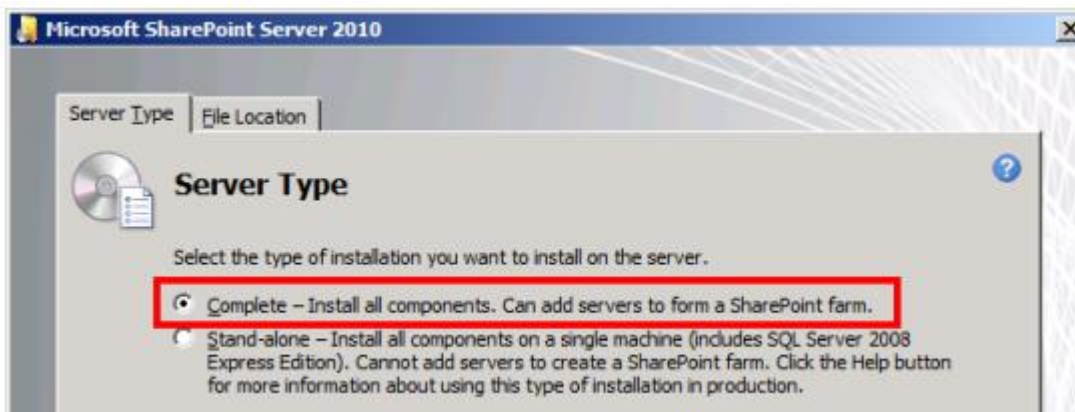 Microsoft SharePoint Server 2010
Server Type File Location
Server Type
Select the type of installation you want to install on the server.
Complete – Install all components. Can add servers to form a SharePoint farm.
Stand-alone – Install all components on a single machine (includes SQL Server 2008
Express Edition). Cannot add servers to create a SharePoint farm. Click the Help button
for more information about using this type of installation in production.